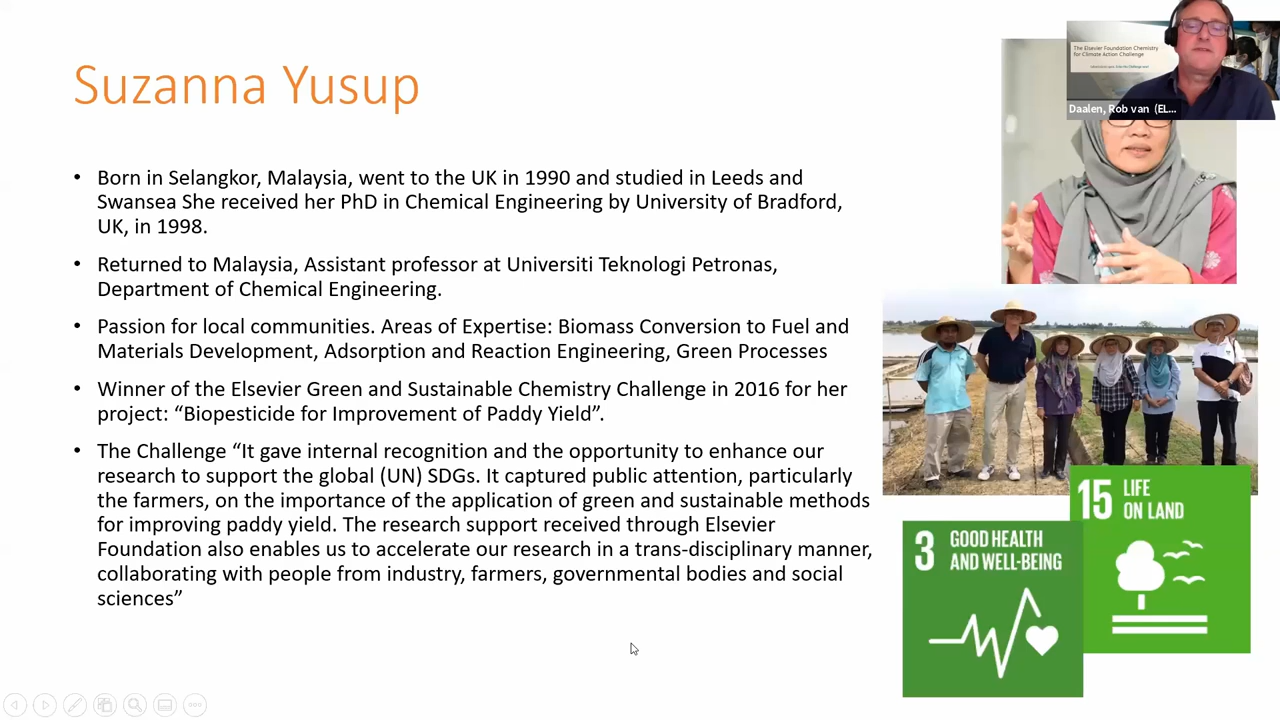 Suzanna Yusup
The Elsevier Foundation Chemistry
for Climate Action Challenge
Daalen, Rob van (EL...
• Born in Selangkor, Malaysia, went to the UK in 1990 and studied in Leeds and
Swansea She received her PhD in Chemical Engineering by University of Bradford,
UK, in 1998.
• Returned to Malaysia, Assistant professor at Universiti Teknologi Petronas,
Department of Chemical Engineering.
• Passion for local communities. Areas of Expertise: Biomass Conversion to Fuel and
Materials Development, Adsorption and Reaction Engineering, Green Processes
• Winner of the Elsevier Green and Sustainable Chemistry Challenge in 2016 for her
project: “Biopesticide for Improvement of Paddy Yield”.
• The Challenge “It gave internal recognition and the opportunity to enhance our
research to support the global (UN) SDGs. It captured public attention, particularly
the farmers, on the importance of the application of green and sustainable methods
for improving paddy yield. The research support received through Elsevier
Foundation also enables us to accelerate our research in a trans-disciplinary manner,
collaborating with people from industry, farmers, governmental bodies and social
sciences”
15 LIFE
ON LAND
3 GOOD HEALTH
AND WELL-BEING